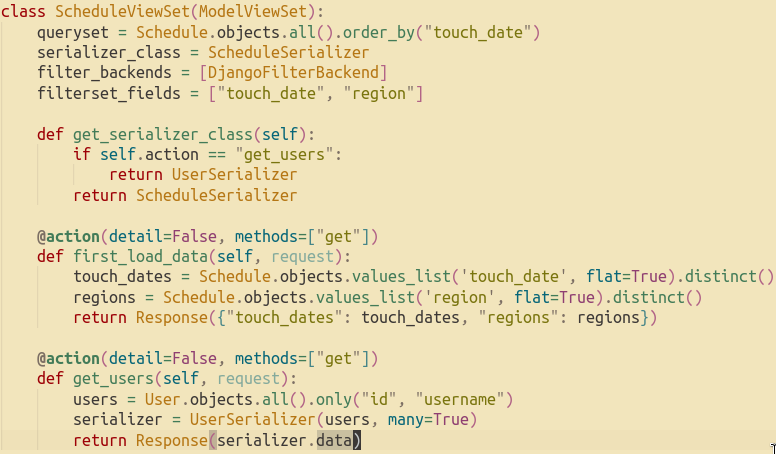 class ScheduleViewSet(ModelViewSet):
    queryset = Schedule.objects.all().order_by("touch_date")
    serializer_class = ScheduleSerializer
    filter_backends = [DjangoFilterBackend]
    filterset_fields = ["touch_date", "region"]

    def get_serializer_class(self):
        if self.action == "get_users":
            return UserSerializer
        return ScheduleSerializer

    @action(detail=False, methods=["get"])
    def first_load_data(self, request):
        touch_dates = Schedule.objects.values_list('touch_date', flat=True).distinct()
        regions = Schedule.objects.values_list('region', flat=True).distinct()
        return Response({"touch_dates": touch_dates, "regions": regions})

    @action(detail=False, methods=["get"])
    def get_users(self, request):
        users = User.objects.all().only("id", "username")
        serializer = UserSerializer(users, many=True)
        return Response(serializer.data)